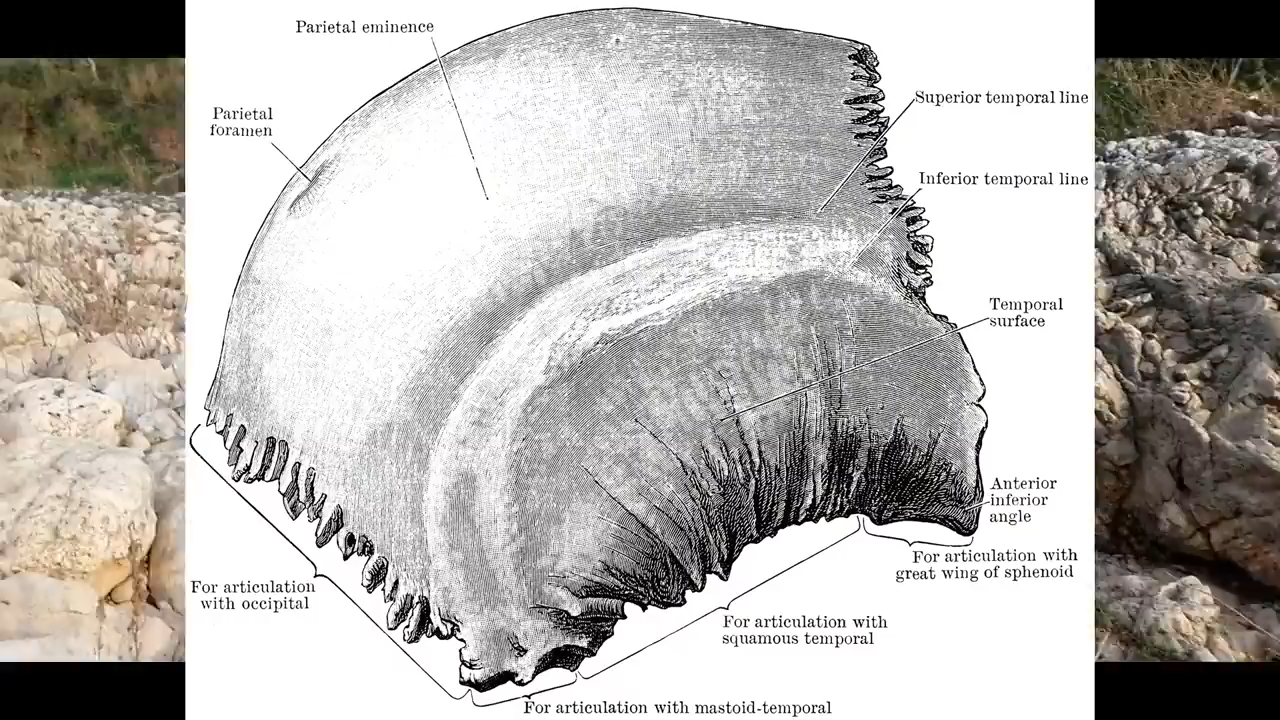 Parietal eminence
Parietal
foramen
Superior temporal line
Inferior temporal line
Temporal
surface
Anterior
inferior
angle
For articulation with
great wing of sphenoid
For articulation
with occipital
For articulation with
squamous temporal
For articulation with mastoid-temporal